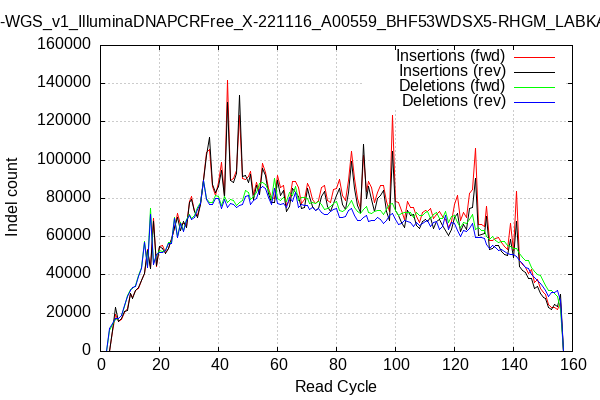 -WGS_v1_IlluminaDNAPCRFree_X-221116_A00559_BHF53WDSX5-RHGM_LABKA
160000
140000
120000
100000
80000
60000
40000
20000
0
Indel count
Insertions (fwd)
Insertions (rev)
Deletions (fwd)
Deletions (rev)
0 20 40 60 80 100 120 140 160
Read Cycle